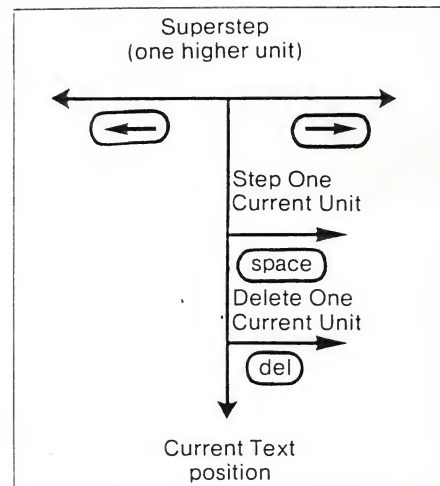 Superstep
(one higher unit)
Step One
Current Unit
space
Delete One
Current Unit
del
Current Text
position